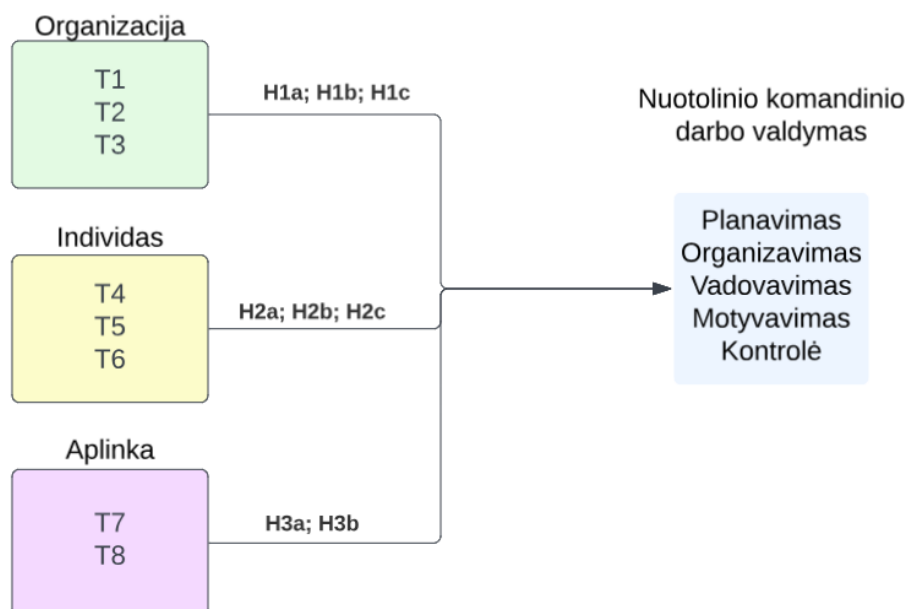 Organizacija
T1
T2
T3
H1a; H1b; H1c
Individas
T4
T5
T6
H2a; H2b; H2c
Aplinka
T7
T8
H3a; H3b
Nuotolinio komandinio
darbo valdymas
Planavimas
Organizavimas
Vadovavimas
Motyvavimas
Kontrolė